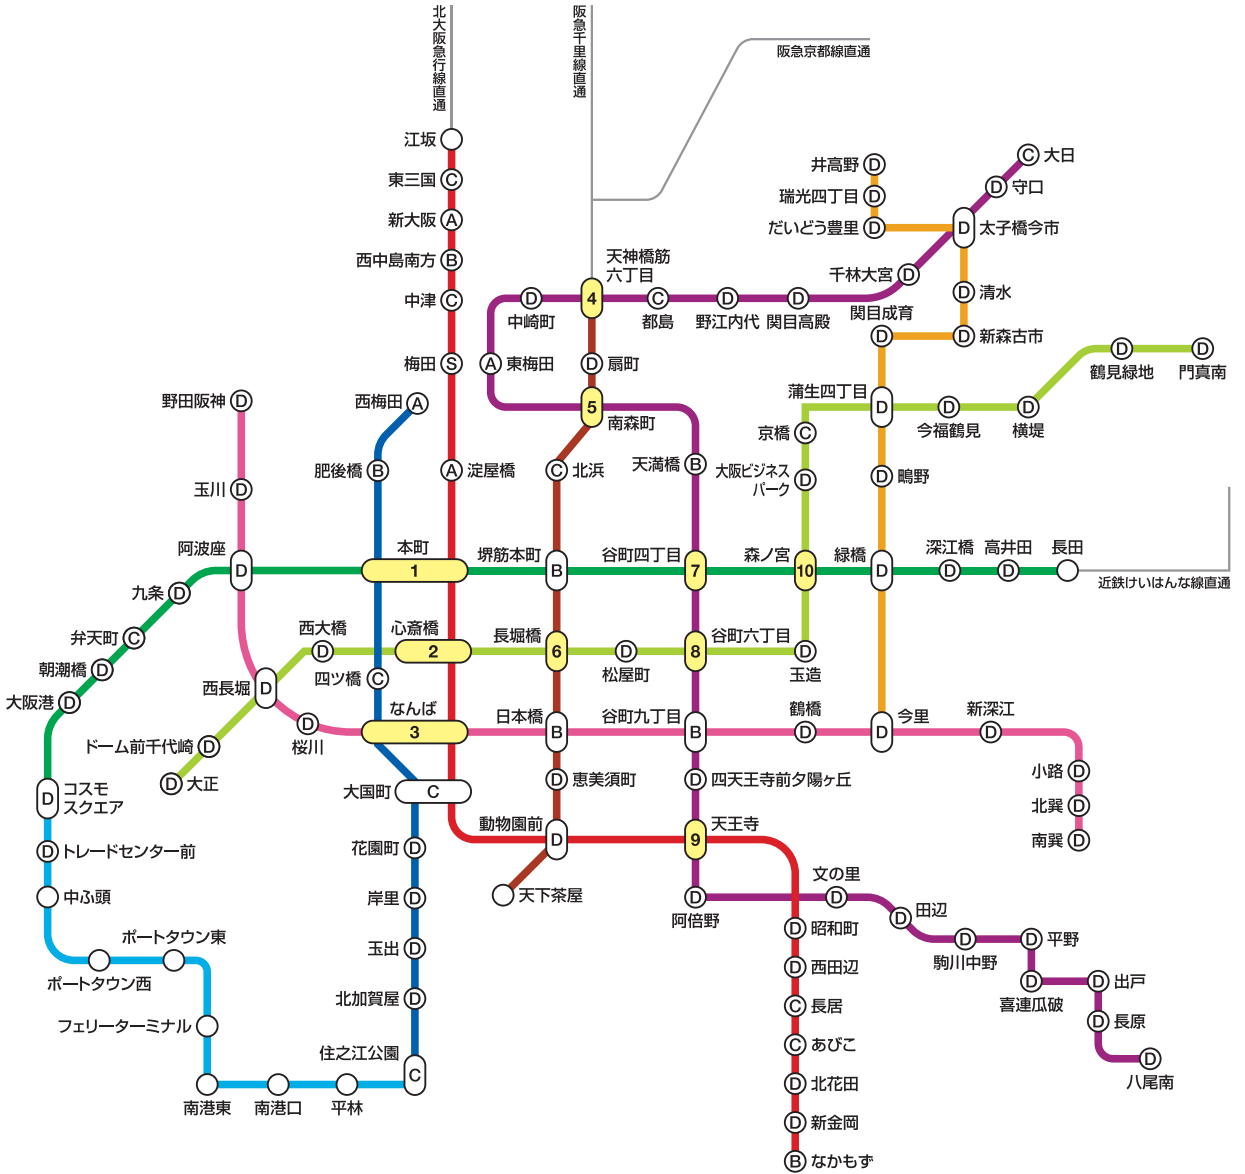 北大阪急行線直通
阪急千里線直通
阪急京都線直通
江坂
東三国
C
新大阪
A
西中島南方
B
中津
C
梅田
S
淀屋橋
A
井高野
D
瑞光四丁目
D
だいどう豊里
D
大日
C
守口
D
太子橋今市
D
千林大宮
D
清水
D
新森古市
D
関目成育
D
天神橋筋
六丁目
4
中崎町
D
都島
C
野江内代
D
関目高殿
D
東梅田
A
扇町
D
南森町
5
蒲生四丁目
D
今福鶴見
D
横堤
D
鶴見緑地
D
門真南
D
野田阪神
D
西梅田
A
肥後橋
B
北浜
C
天満橋
B
京橋
C
大阪ビジネス
パーク
D
鴫野
D
玉川
D
阿波座
D
本町
1
堺筋本町
B
谷町四丁目
7
森ノ宮
10
緑橋
D
深江橋
D
高井田
D
長田
近鉄けいはんな線直通
九条
D
弁天町
C
朝潮橋
D
大阪港
D
西大橋
D
心斎橋
2
長堀橋
6
松屋町
D
谷町六丁目
8
玉造
D
西長堀
D
四ツ橋
C
桜川
D
なんば
3
日本橋
B
谷町九丁目
B
鶴橋
D
今里
D
新深江
D
ドーム前千代崎
D
大正
D
小路
D
北巽
D
南巽
D
大国町
C
恵美須町
D
四天王寺前夕陽ヶ丘
D
コスモ
スクエア
D
動物園前
D
天王寺
9
天下茶屋
花園町
D
岸里
D
玉出
D
北加賀屋
D
住之江公園
C
トレードセンター前
D
中ふ頭
ポートタウン東
ポートタウン西
フェリーターミナル
南港東
南港口
平林
阿倍野
D
文の里
D
田辺
D
駒川中野
D
平野
D
喜連瓜破
D
出戸
D
長原
D
八尾南
D
昭和町
D
西田辺
D
長居
C
あびこ
C
北花田
D
新金岡
D
なかもず
B